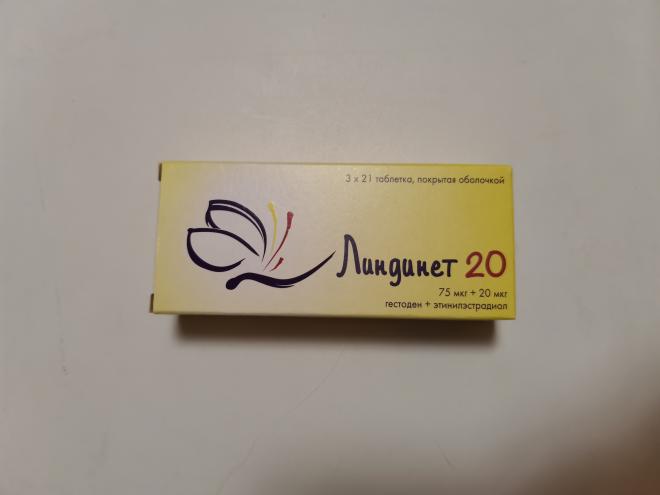 3 x 21 таблетка, покрытая оболочкой
Линдинет 20
75 мкг + 20 мкг
гестоден + этинилэстрадиол